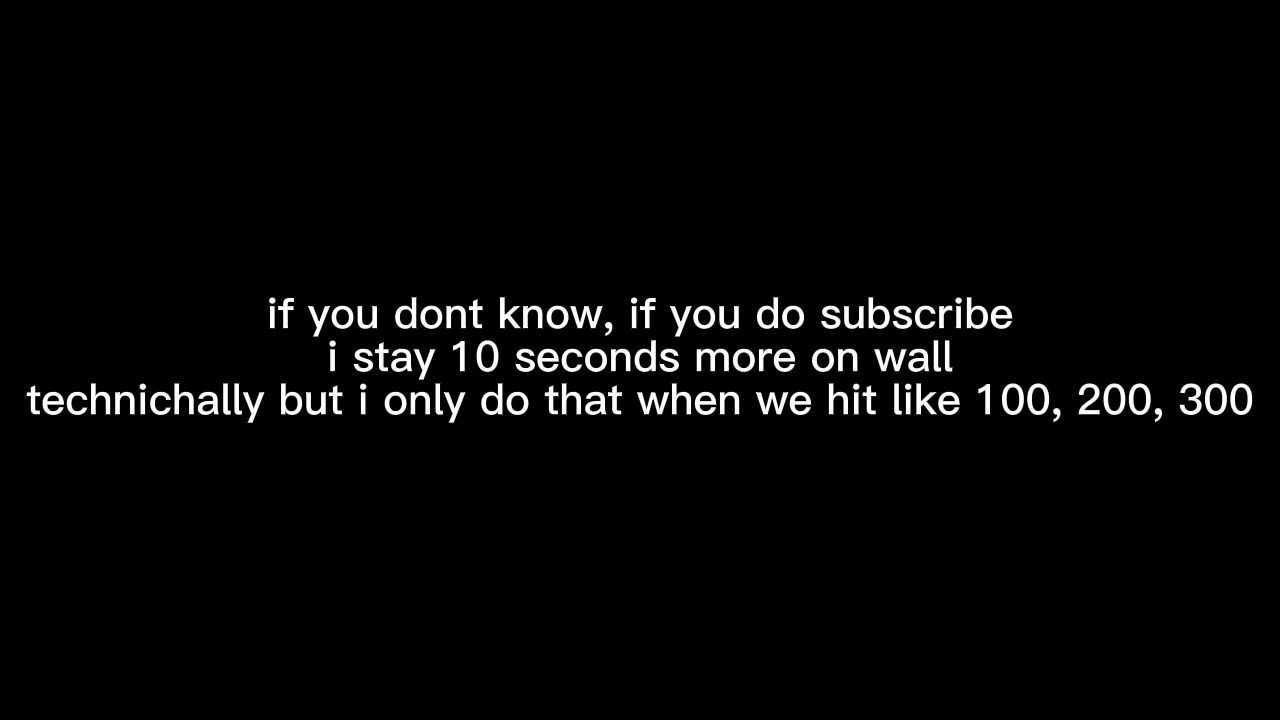 if you dont know, if you do subscribe
i stay 10 seconds more on wall
technichally but i only do that when we hit like 100, 200, 300